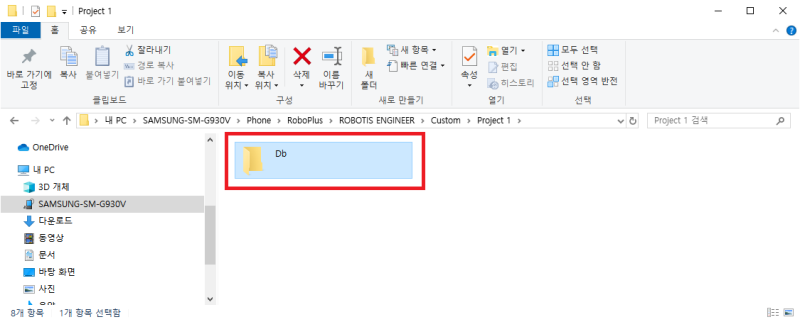 Project 1
파일 홈 공유 보기
바로 가기에 고정
복사
붙여넣기
잘라내기
경로 복사
바로 가기 붙여넣기
클립보드
이동 위치
복사 위치
삭제
이름 바꾸기
구성
새 폴더
새 항목
빠른 연결
새로 만들기
속성
열기
편집
히스토리
열기
모두 선택
선택 안 함
선택 영역 반전
선택
내 PC > SAMSUNG-SM-G930V > Phone > RoboPlus > ROBOTIS ENGINEER > Custom > Project 1 >
Project 1 검색
OneDrive
내 PC
3D 개체
SAMSUNG-SM-G930V
다운로드
동영상
문서
바탕 화면
사진
Db
8개 항목 1개 항목 선택함